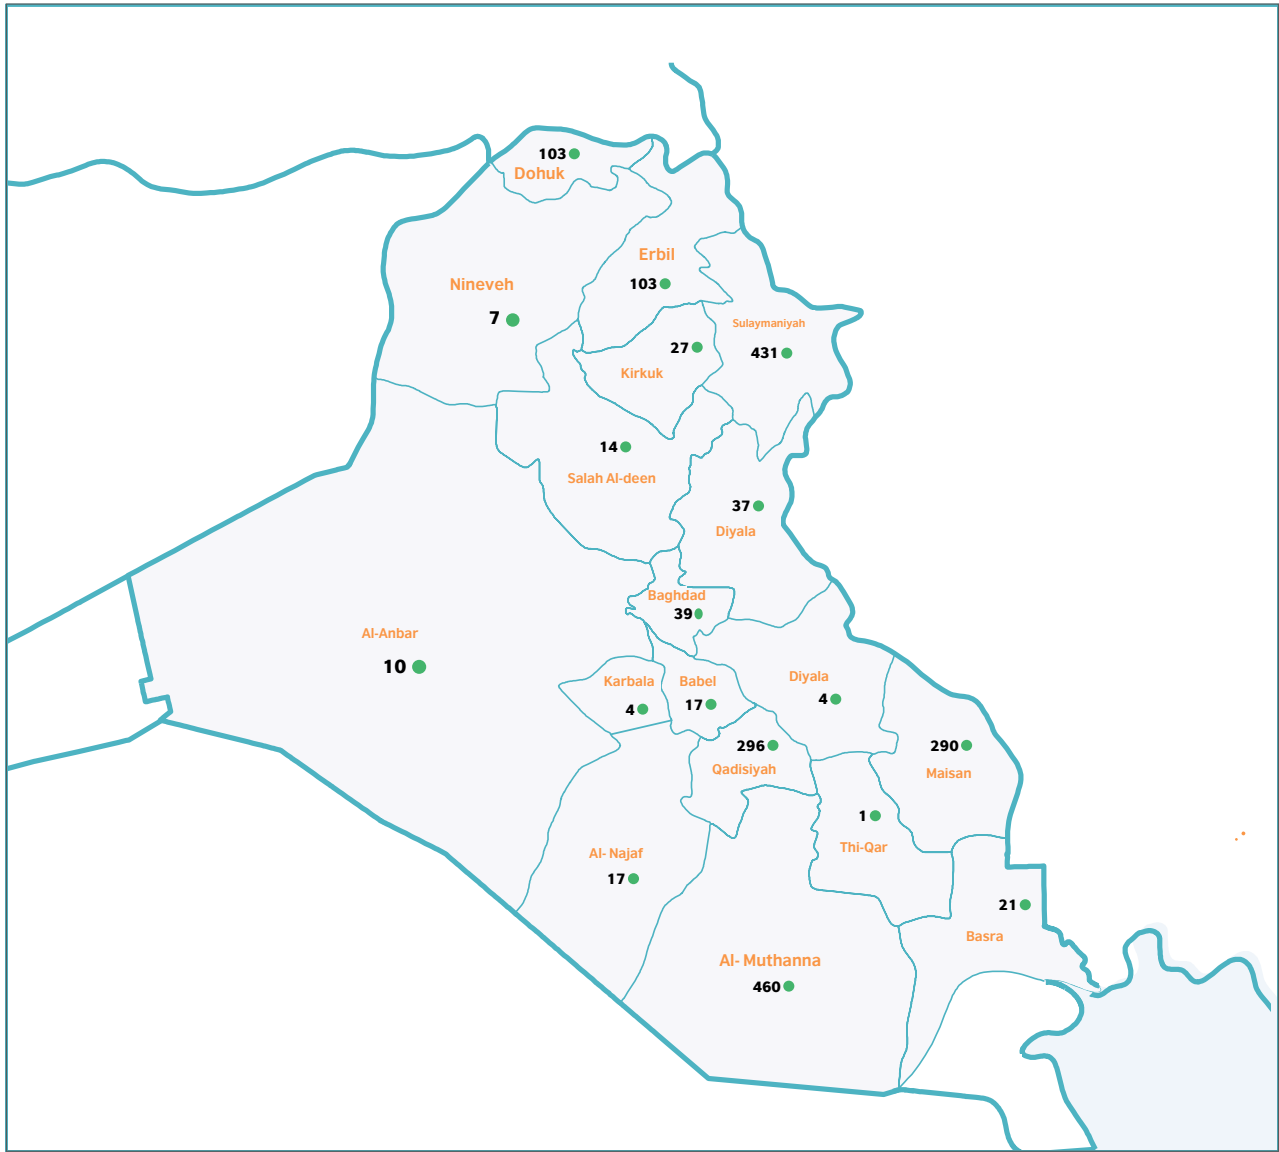 103
Dohuk
Erbil
103
Nineveh
7
Sulaymaniyah
431
27
Kirkuk
14
Salah Al-deen
37
Diyala
Baghdad
39
Al-Anbar
10
Karbala
4
Babel
17
Diyala
4
296
Qadisiyah
290
Maisan
1
Thi-Qar
Al- Najaf
17
21
Basra
Al- Muthanna
460